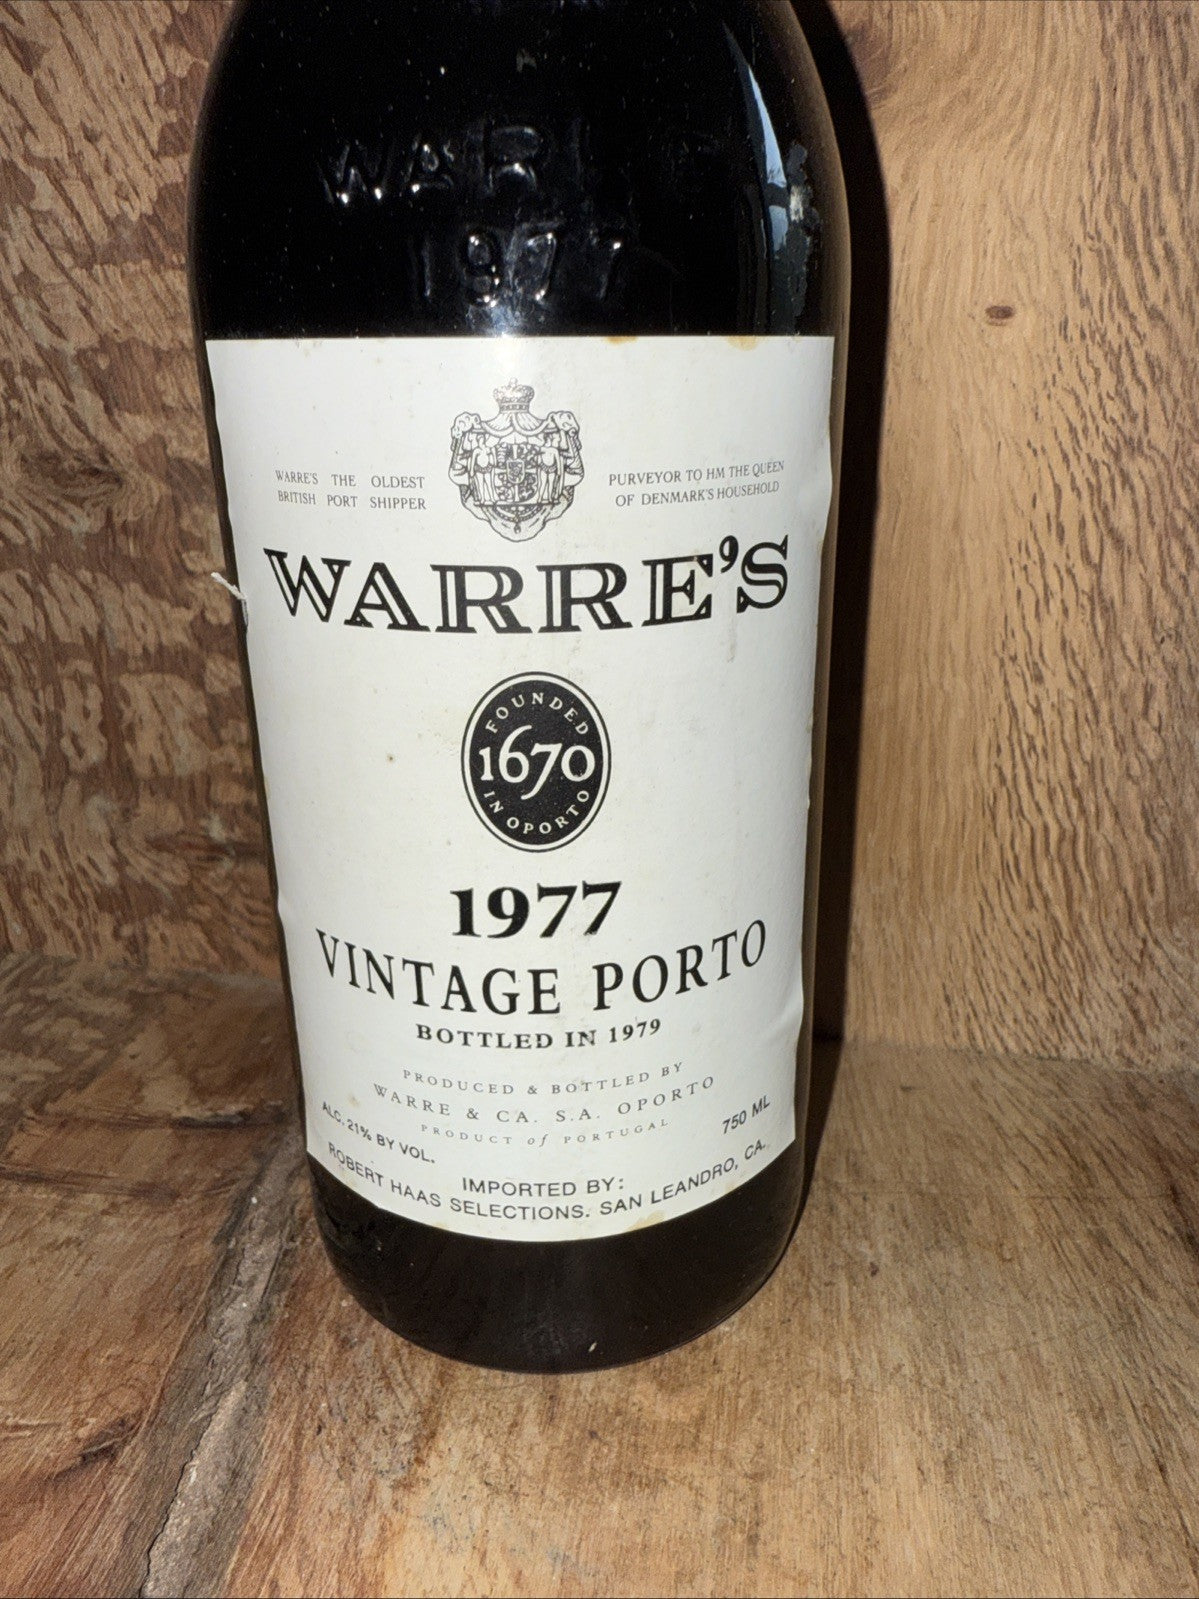 WARRE
1977
WARRE'S THE OLDEST
BRITISH PORT SHIPPER
PURVEYOR TO HM THE QUEEN
OF DENMARK'S HOUSEHOLD
WARRE'S
FOUNDED
1670
IN OPORTO
1977
VINTAGE PORTO
BOTTLED IN 1979
PRODUCED & BOTTLED BY
WARRE & CA. S.A. OPORTO
PRODUCT of PORTUGAL
ALC. 21% BY VOL.
750 ML
IMPORTED BY:
ROBERT HAAS SELECTIONS. SAN LEANDRO, CA.